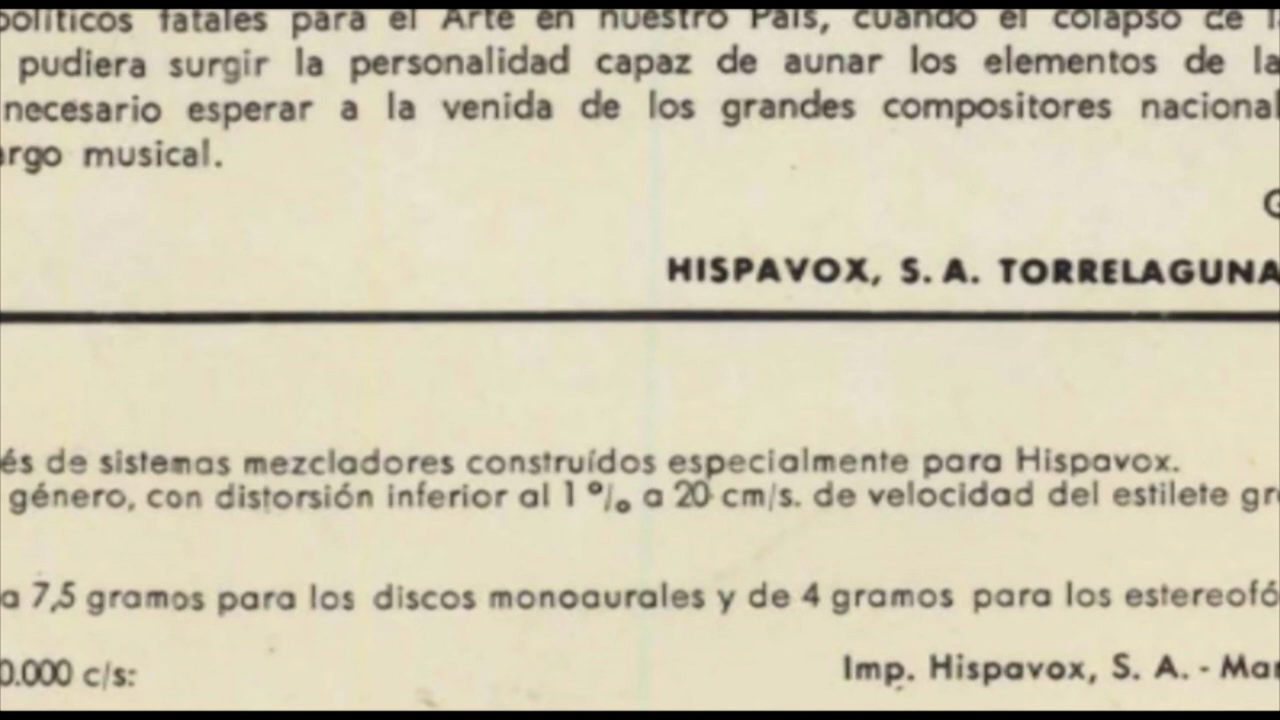 políticos fatales para el Arte en nuestro País, cuando el colapso de l
pudiera surgir la personalidad capaz de aunar los elementos de la
necesario esperar a la venida de los grandes compositores nacional
argo musical.
G
HISPAVOX, S. A. TORRELAGUNA
és de sistemas mezcladores construídos especialmente para Hispavox.
género, con distorsión inferior al 1 % a 20 cm/s. de velocidad del estilete gr
a 7,5 gramos para los discos monoaurales y de 4 gramos para los estereofó
0.000 c/s:
Imp. Hispavox, S. A. - Mar